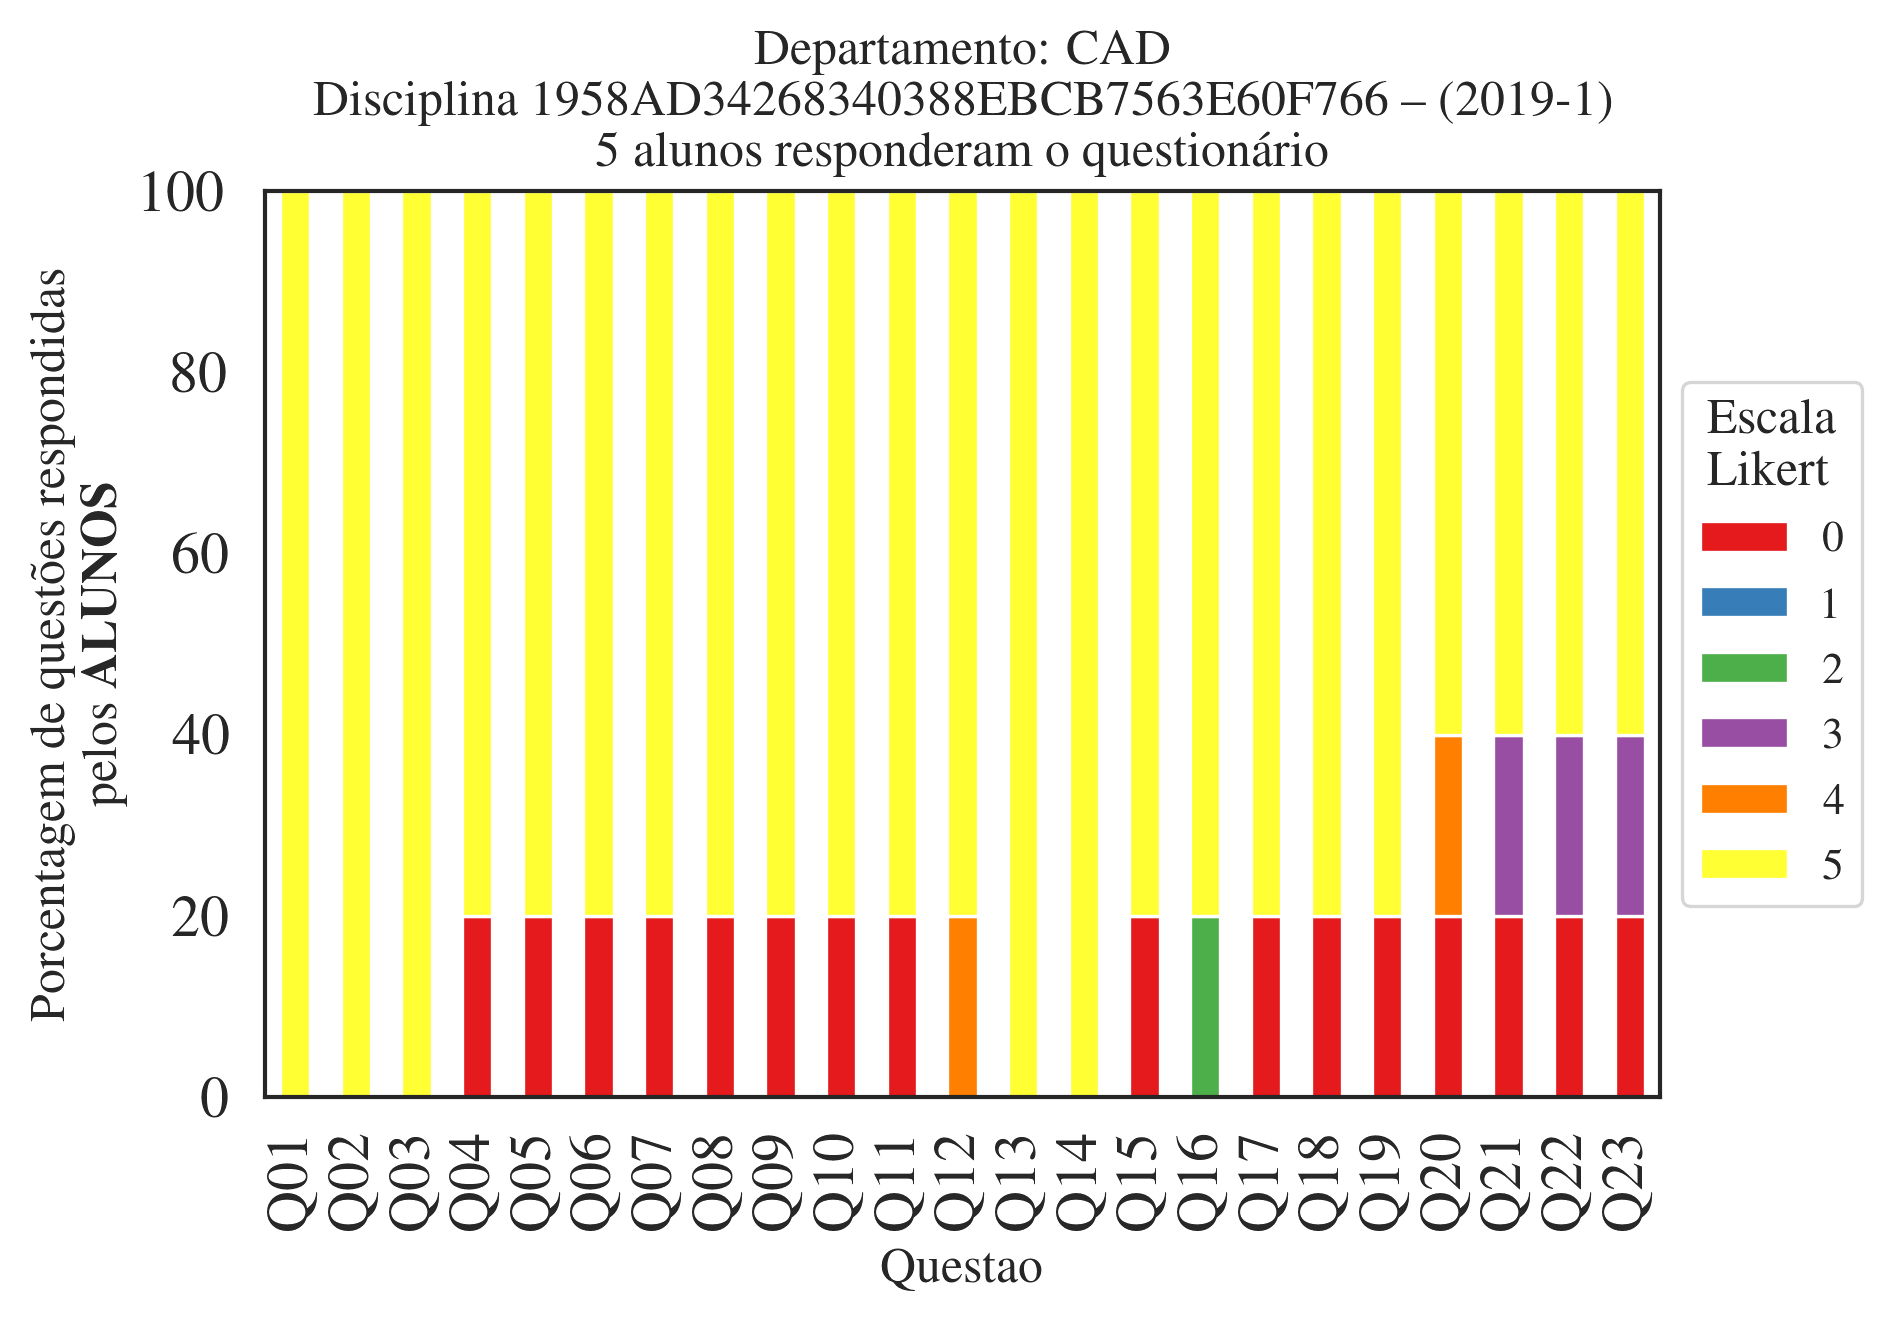 Departamento: CAD
Disciplina 1958AD34268340388EBCB7563E60F766 – (2019-1)
5 alunos responderam o questionário
Porcentagem de questões respondidas
pelos ALUNOS
100
80
60
40
20
0
Q01
Q02
Q03
Q04
Q05
Q06
Q07
Q08
Q09
Q10
Q11
Q12
Q13
Q14
Q15
Q16
Q17
Q18
Q19
Q20
Q21
Q22
Q23
Questao
Escala
Likert
0
1
2
3
4
5